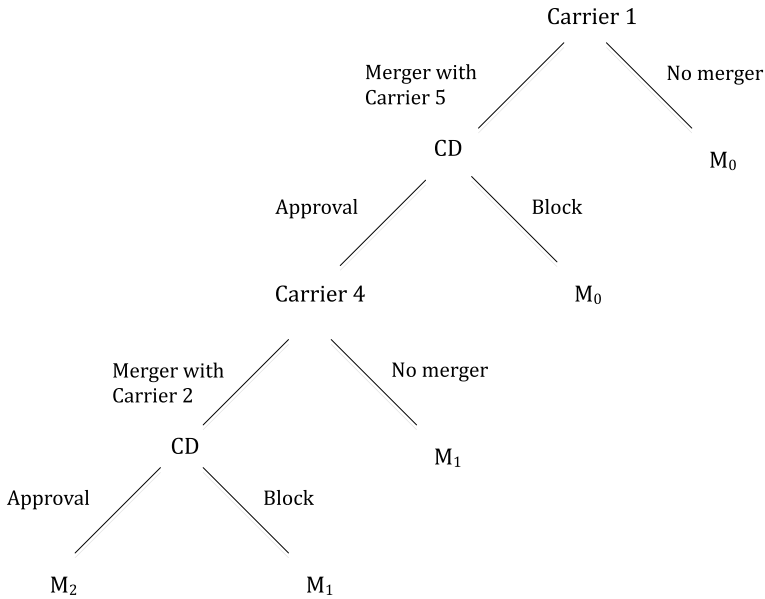 Carrier 1
Merger with
Carrier 5
No merger
CD
M₀
Approval
Block
Carrier 4
M₀
Merger with
Carrier 2
No merger
CD
M₁
Approval
Block
M₂
M₁